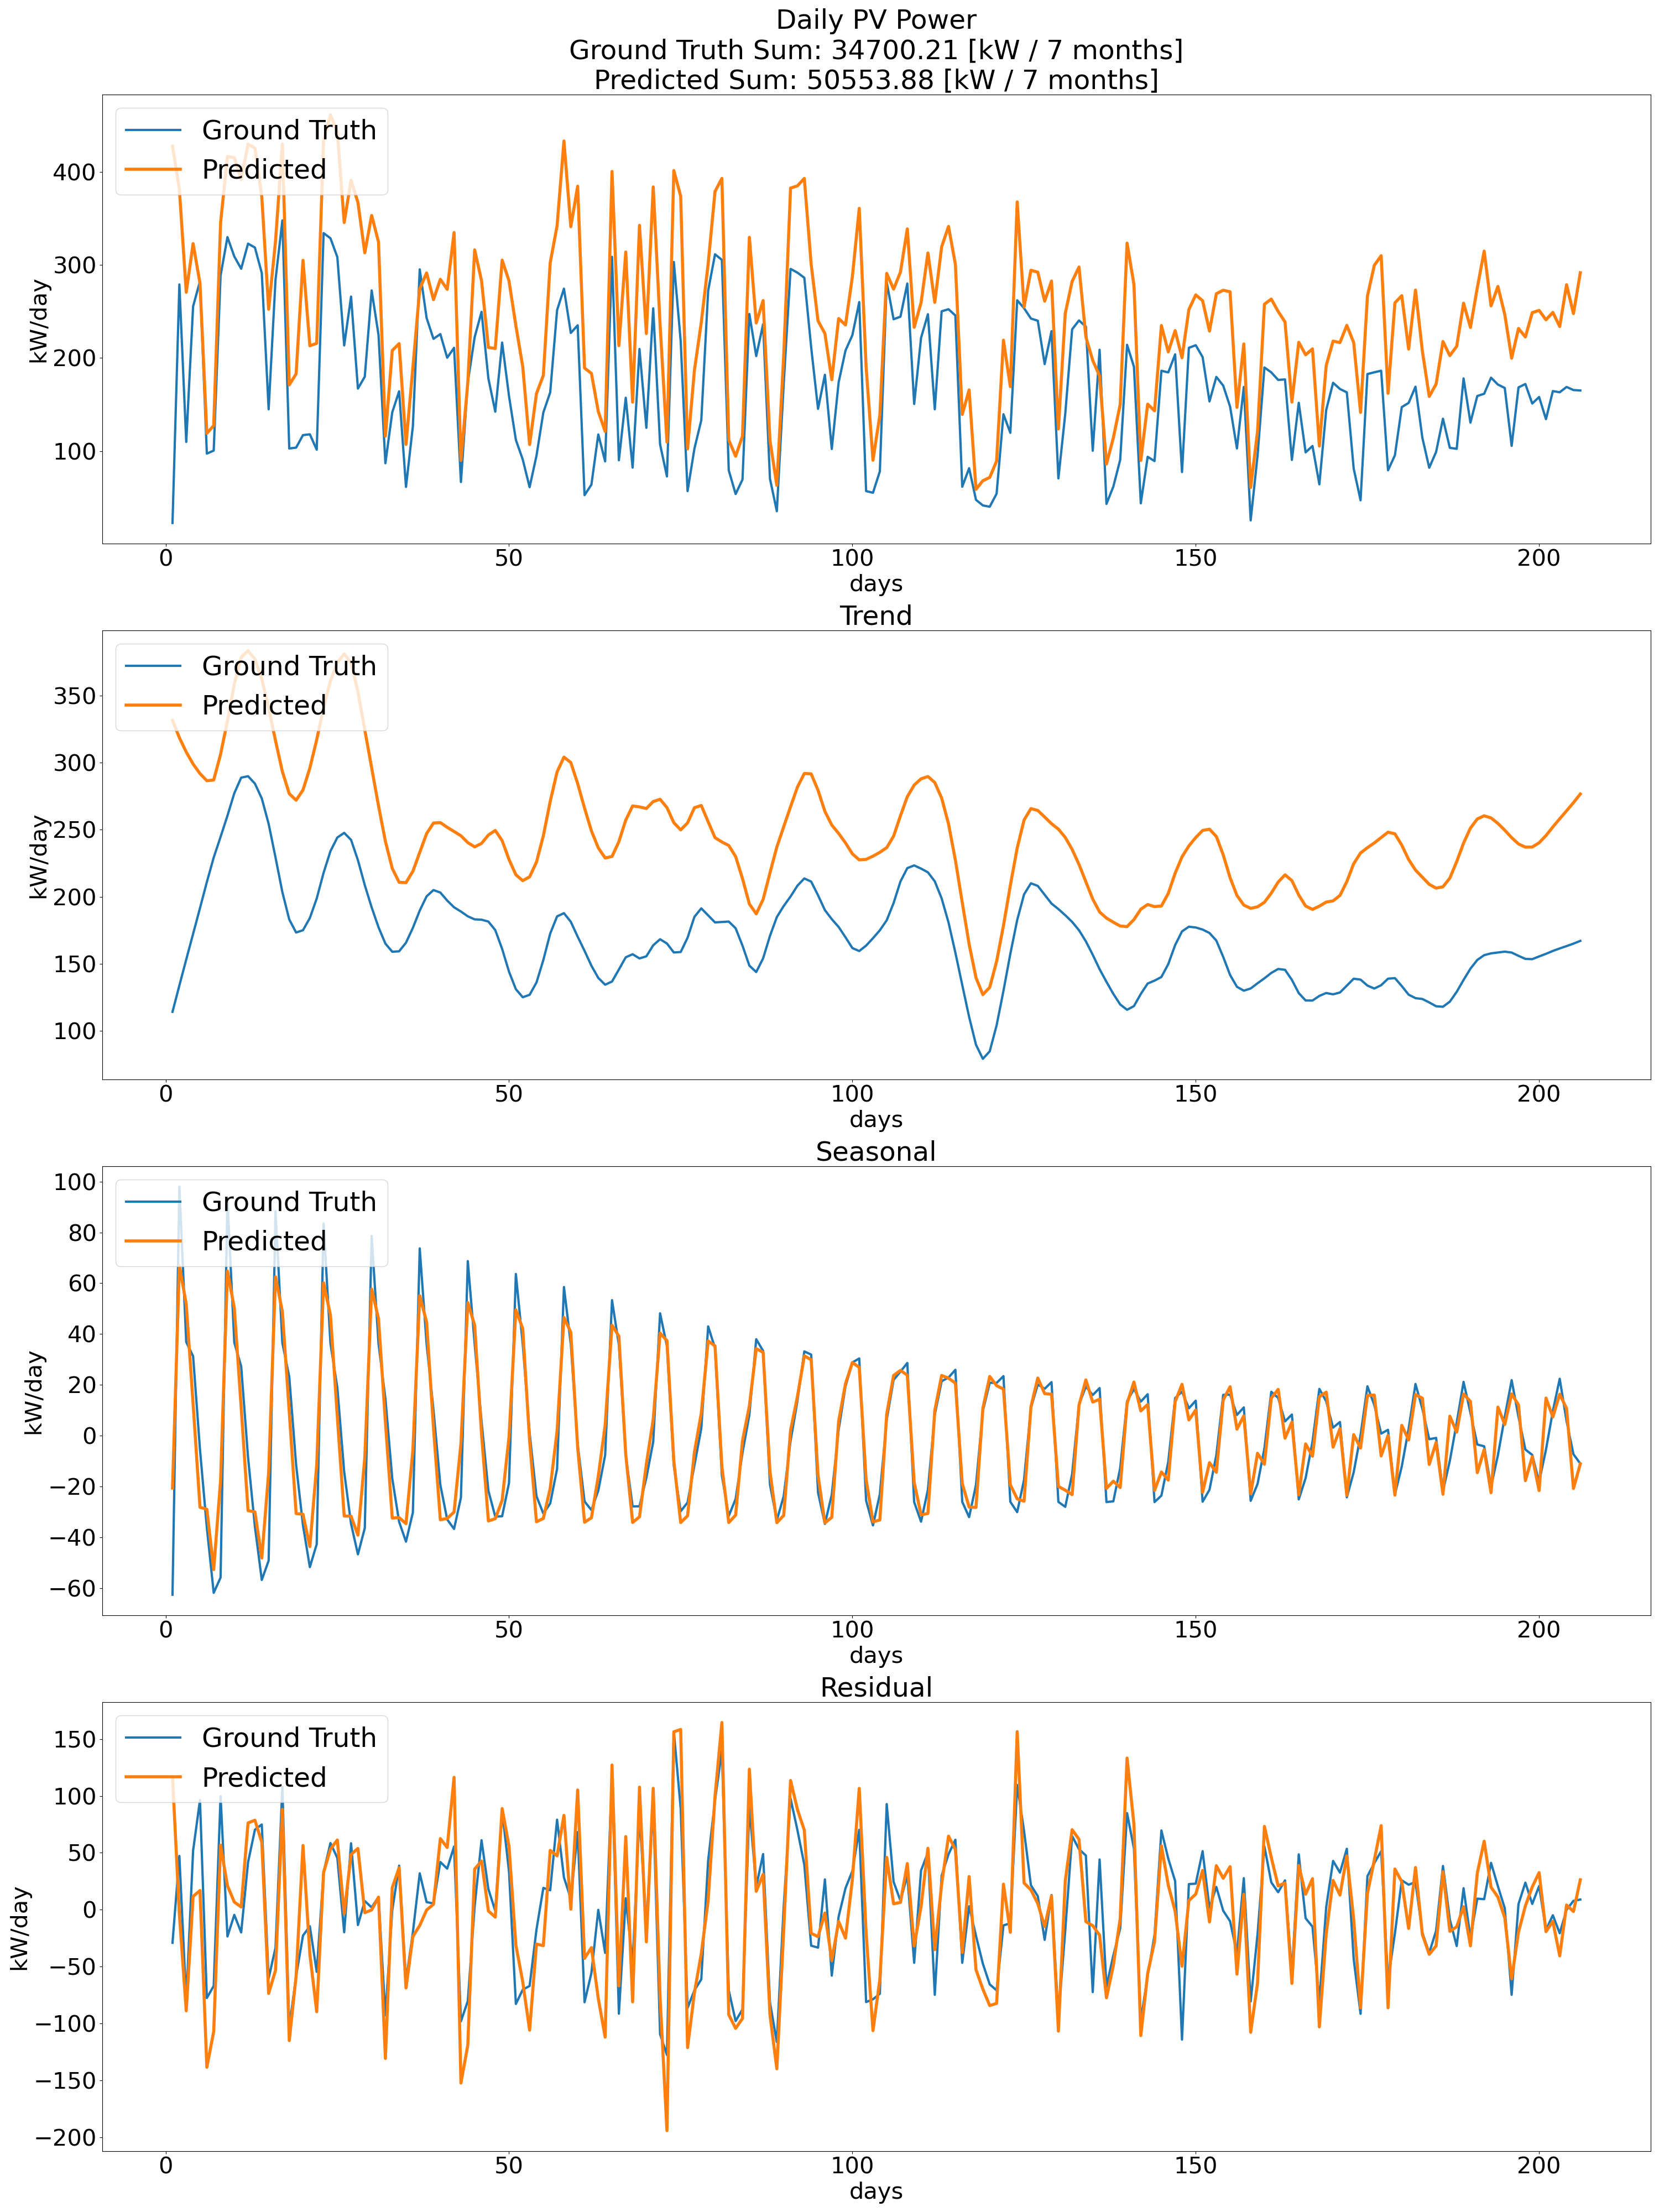 Daily PV Power
Ground Truth Sum: 34700.21 [kW / 7 months]
Predicted Sum: 50553.88 [kW / 7 months]
Ground Truth
Predicted
kW/day
400
300
200
100
0 50 100 150 200
days
Trend
Ground Truth
Predicted
kW/day
350
300
250
200
150
100
0 50 100 150 200
days
Seasonal
Ground Truth
Predicted
kW/day
100
80
60
40
20
0
−20
−40
−60
0 50 100 150 200
days
Residual
Ground Truth
Predicted
kW/day
150
100
50
0
−50
−100
−150
−200
0 50 100 150 200
days